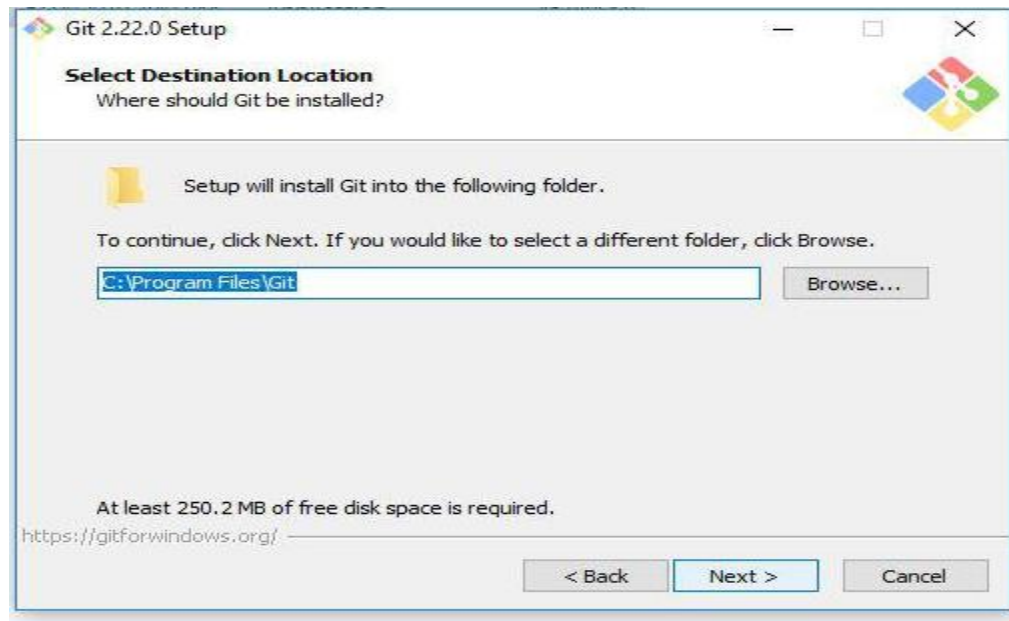 Git 2.22.0 Setup
Select Destination Location
Where should Git be installed?
Setup will install Git into the following folder.
To continue, click Next. If you would like to select a different folder, click Browse.
C:\Program Files\Git
Browse...
At least 250.2 MB of free disk space is required.
https://gitforwindows.org/
< Back
Next >
Cancel